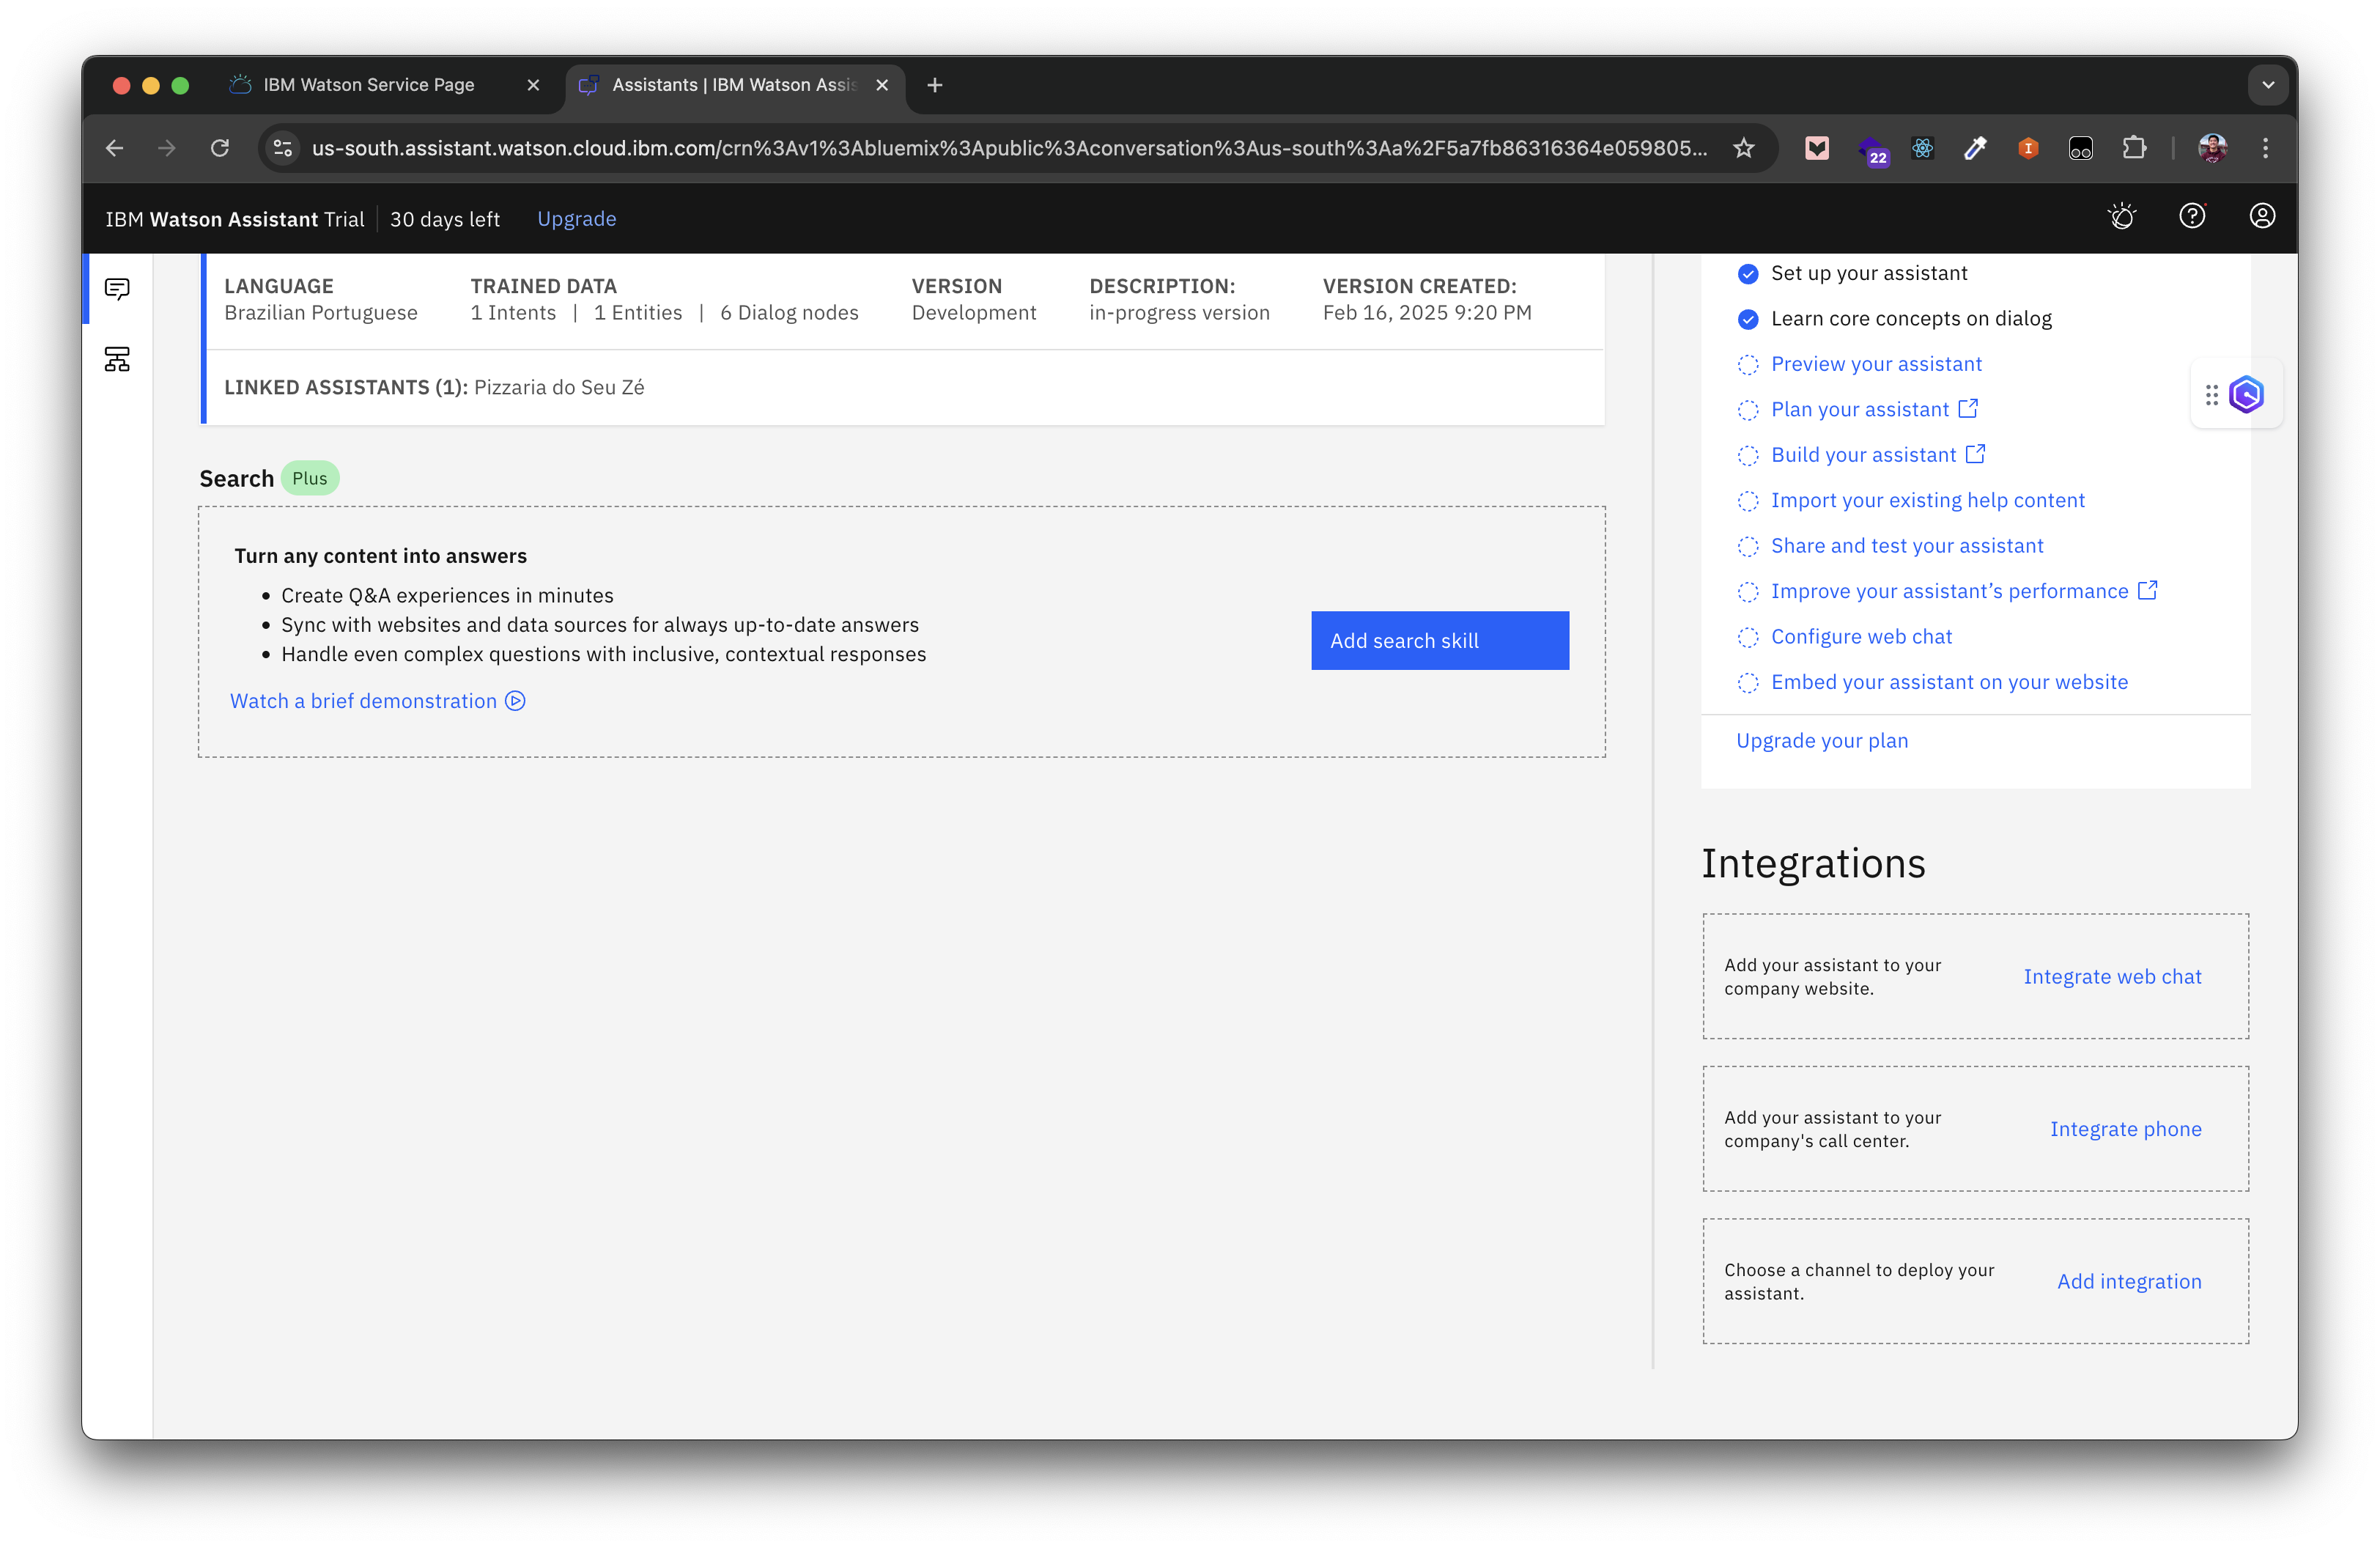 IBM Watson Service Page
Assistants | IBM Watson Assis
us-south.assistant.watson.cloud.ibm.com/crn%3Av1%3Abluemix%3Apublic%3Aconversation%3Aus-south%3Aa%2F5a7fb86316364e059805...
22
IBM Watson Assistant Trial | 30 days left Upgrade
LANGUAGE TRAINED DATA VERSION DESCRIPTION: VERSION CREATED:
Brazilian Portuguese 1 Intents | 1 Entities | 6 Dialog nodes Development in-progress version Feb 16, 2025 9:20 PM
LINKED ASSISTANTS (1): Pizzaria do Seu Zé
Search Plus
Turn any content into answers
• Create Q&A experiences in minutes
• Sync with websites and data sources for always up-to-date answers
• Handle even complex questions with inclusive, contextual responses
Watch a brief demonstration
Add search skill
Set up your assistant
Learn core concepts on dialog
Preview your assistant
Plan your assistant
Build your assistant
Import your existing help content
Share and test your assistant
Improve your assistant’s performance
Configure web chat
Embed your assistant on your website
Upgrade your plan
Integrations
Add your assistant to your
company website.
Integrate web chat
Add your assistant to your
company's call center.
Integrate phone
Choose a channel to deploy your
assistant.
Add integration